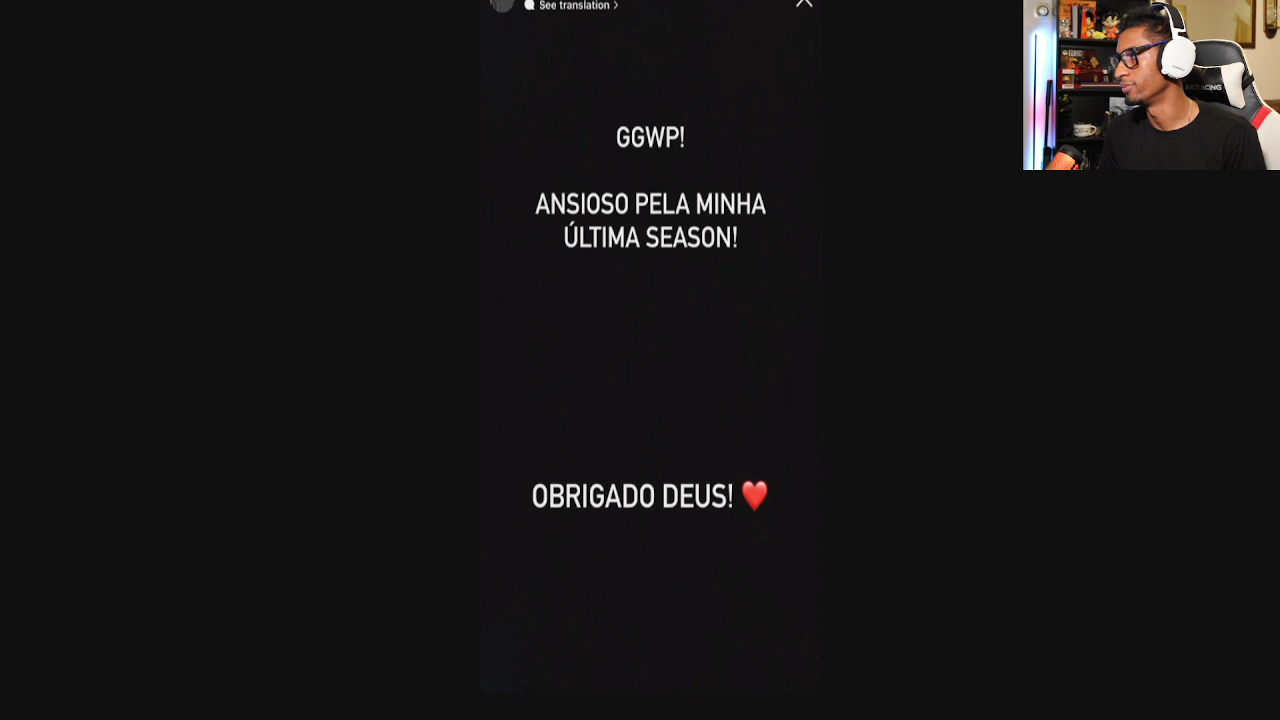 See translation >
GGWP!
ANSIOSO PELA MINHA
ÚLTIMA SEASON!
OBRIGADO DEUS! ❤️